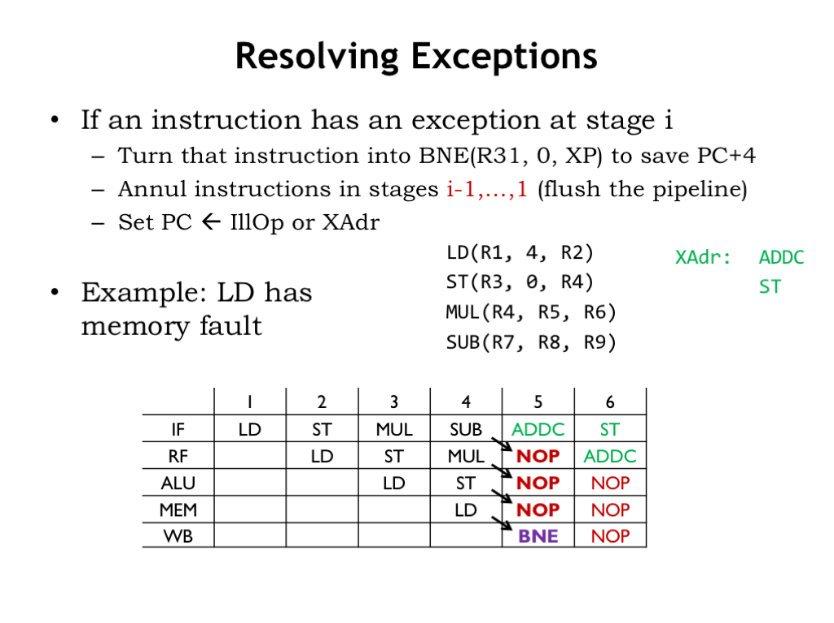 Resolving Exceptions
• If an instruction has an exception at stage i
– Turn that instruction into BNE(R31, 0, XP) to save PC+4
– Annul instructions in stages i-1,…,1 (flush the pipeline)
– Set PC ← IllOp or XAdr
• Example: LD has
memory fault
LD(R1, 4, R2)
ST(R3, 0, R4)
MUL(R4, R5, R6)
SUB(R7, R8, R9)
XAdr: ADDC
ST
1 2 3 4 5 6
IF LD ST MUL SUB ADDC ST
RF LD ST MUL NOP ADDC
ALU LD ST NOP NOP
MEM LD NOP NOP
WB BNE NOP